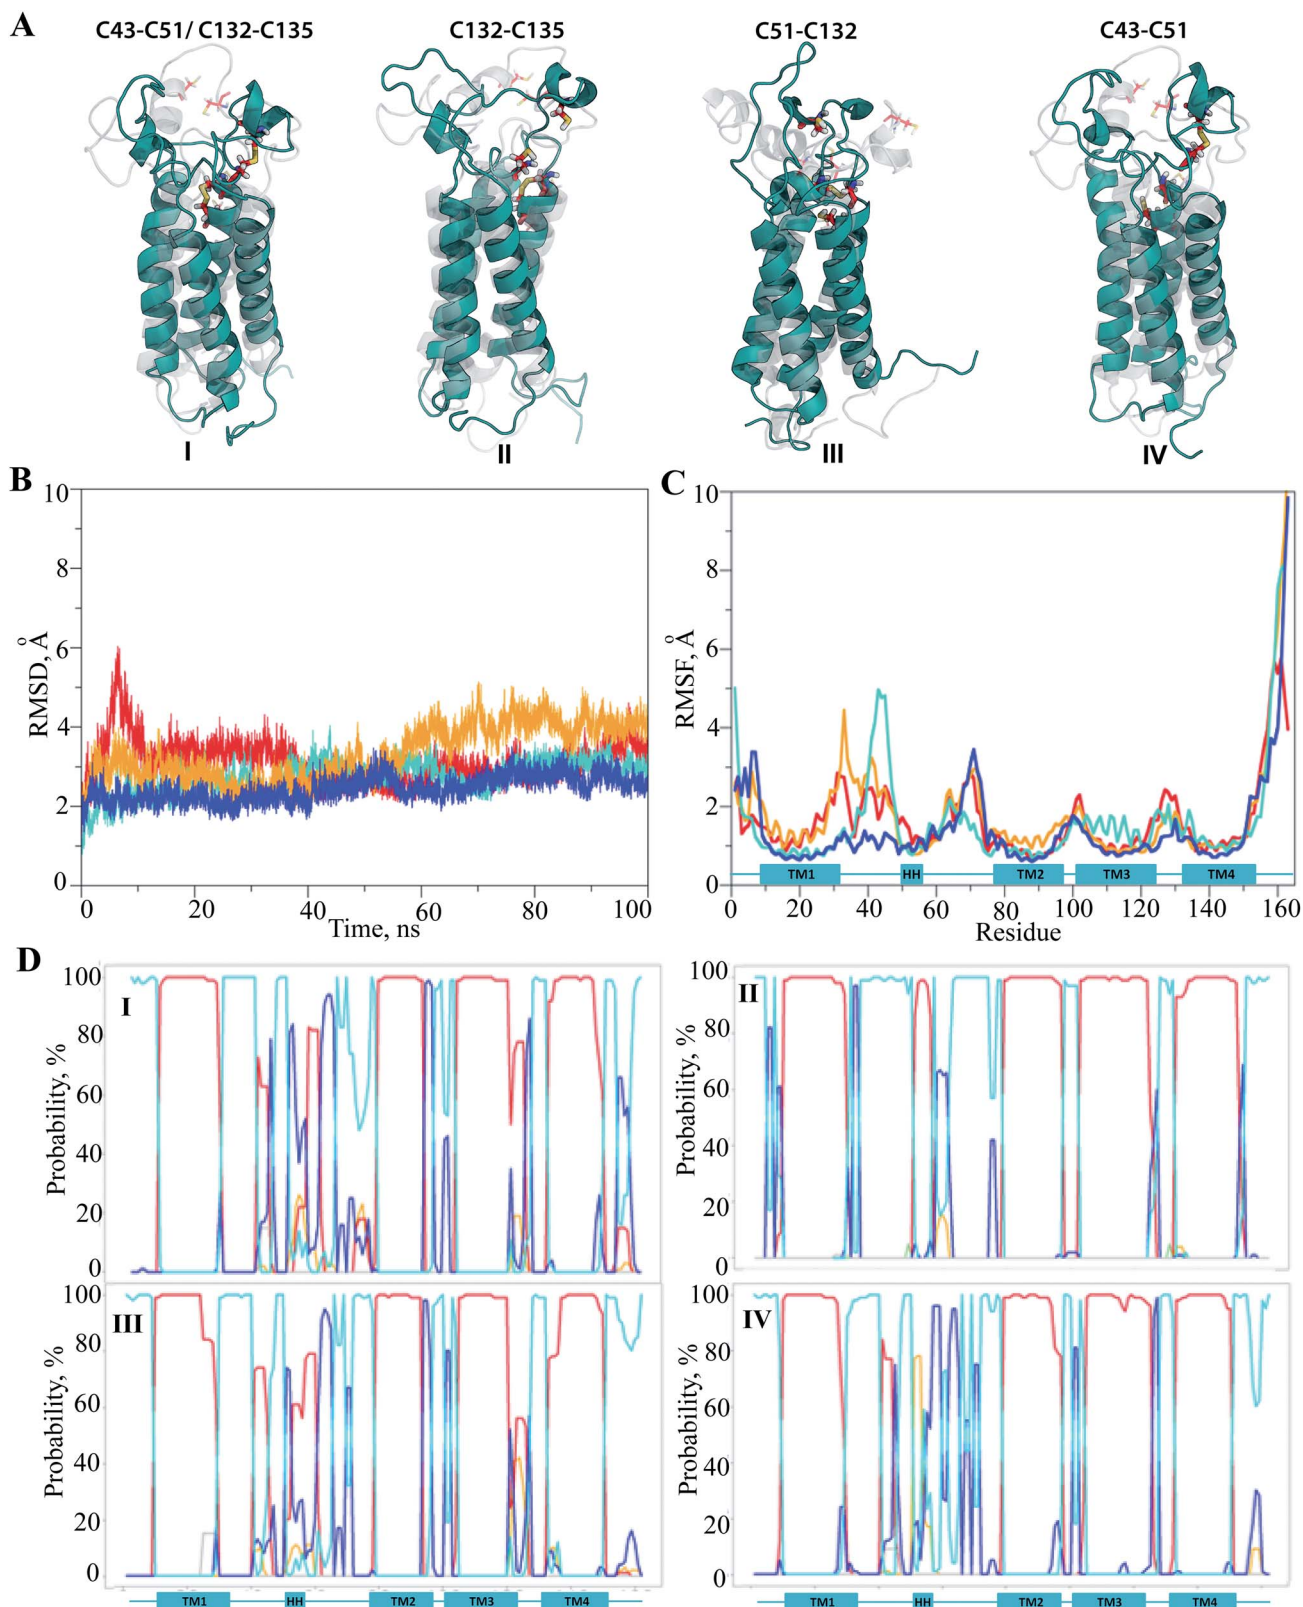 A
C43-C51/ C132-C135
C132-C135
C51-C132
C43-C51
I
II
III
IV
B
10
8
6
4
2
0
RMSD, Å
0
20
40
60
80
100
Time, ns
C
10
8
6
4
2
0
RMSF, Å
TM1
HH
TM2
TM3
TM4
0
20
40
60
80
100
120
140
160
Residue
D
I
100
80
60
40
20
0
Probability, %
II
100
80
60
40
20
0
Probability, %
III
100
80
60
40
20
0
Probability, %
TM1
HH
TM2
TM3
TM4
IV
100
80
60
40
20
0
Probability, %
TM1
HH
TM2
TM3
TM4